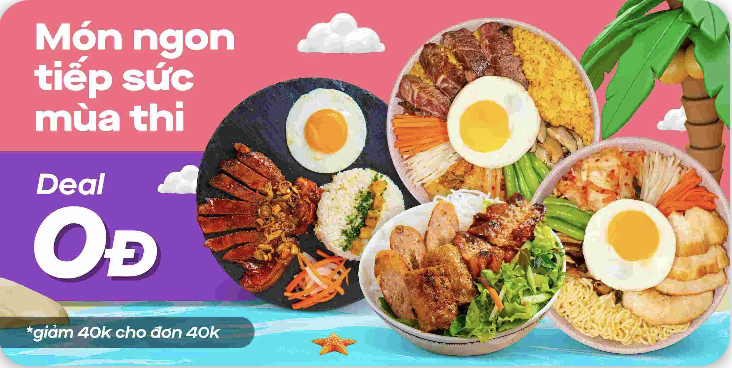 Món ngon
tiếp sức
mùa thi
Deal
0Đ
*giảm 40k cho đơn 40k